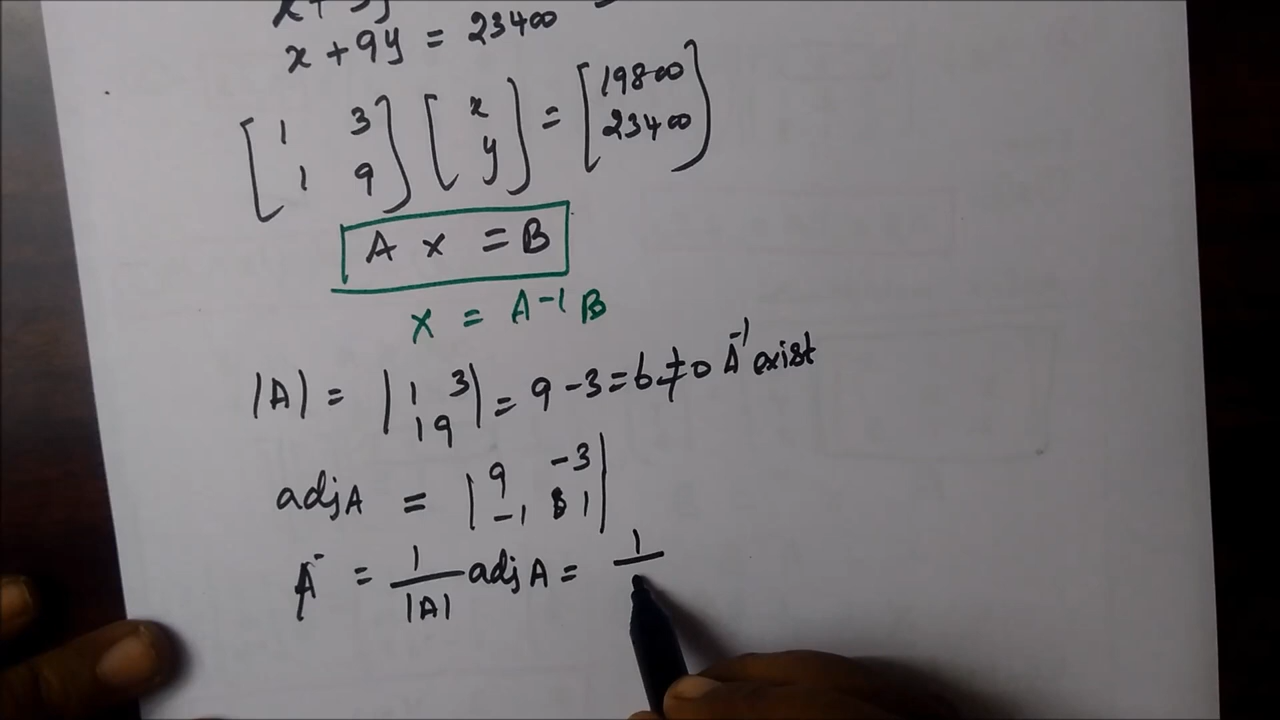 x + 3y
x + 9y = 23400
[1 3] [x] = [19800]
[1 9] [y] [23400]
A x = B
X = A-1 B
|A| = |1 3| = 9 - 3 = 6 ≠ 0 A-1 exist
|1 9|
adj A = |9 -3|
|-1 1|
A- = 1/|A| adj A = 1/